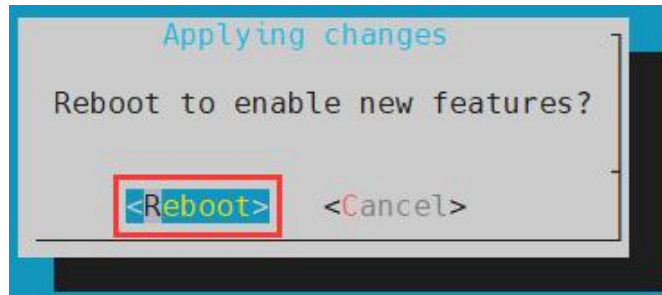 Applying changes
Reboot to enable new features?
<Reboot> <Cancel>